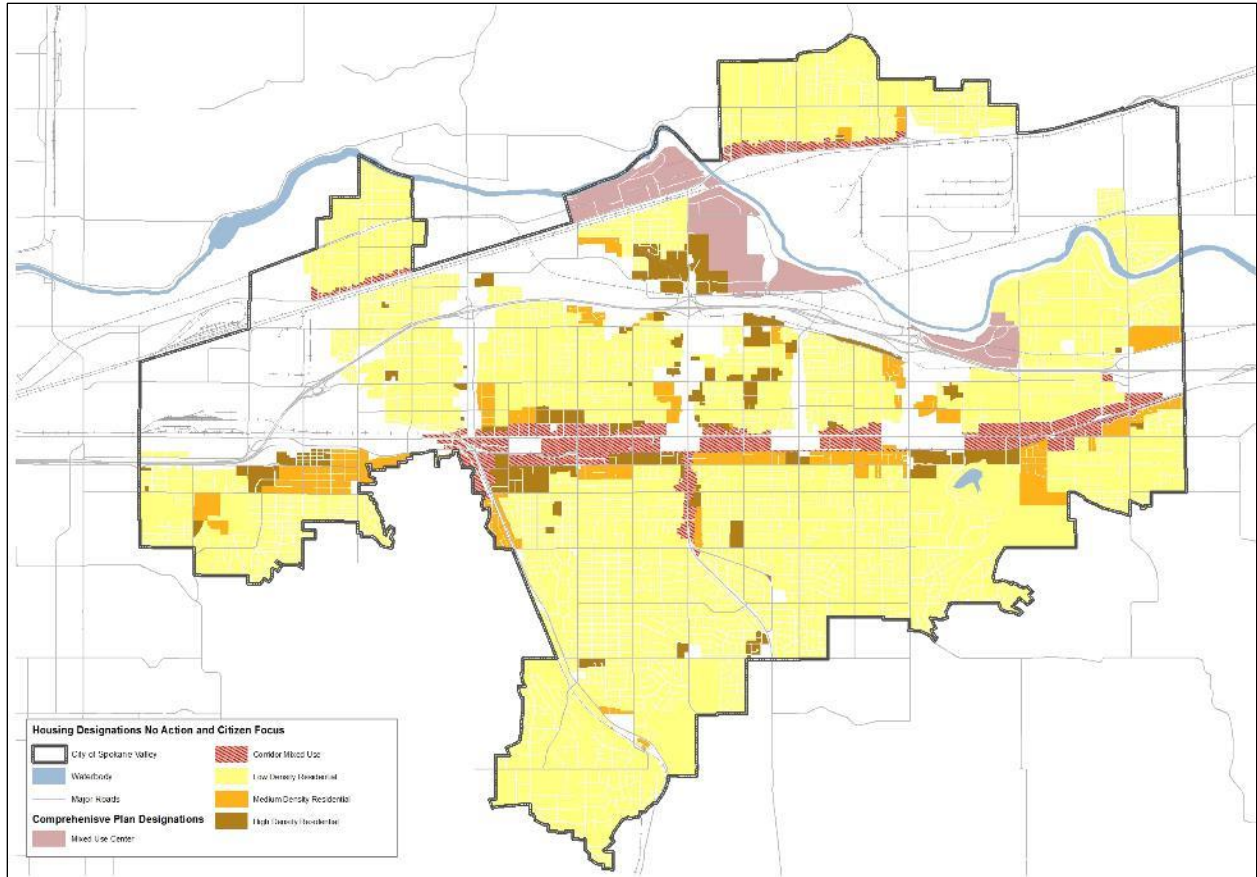 Housing Designations No Action and Citizen Focus
City of Spokane Valley
Waterbody
Major Roads
Comprehenisve Plan Designations
Mixed Use Center
Corridor Mixed Use
Low Density Residential
Medium Density Residential
High Density Residential